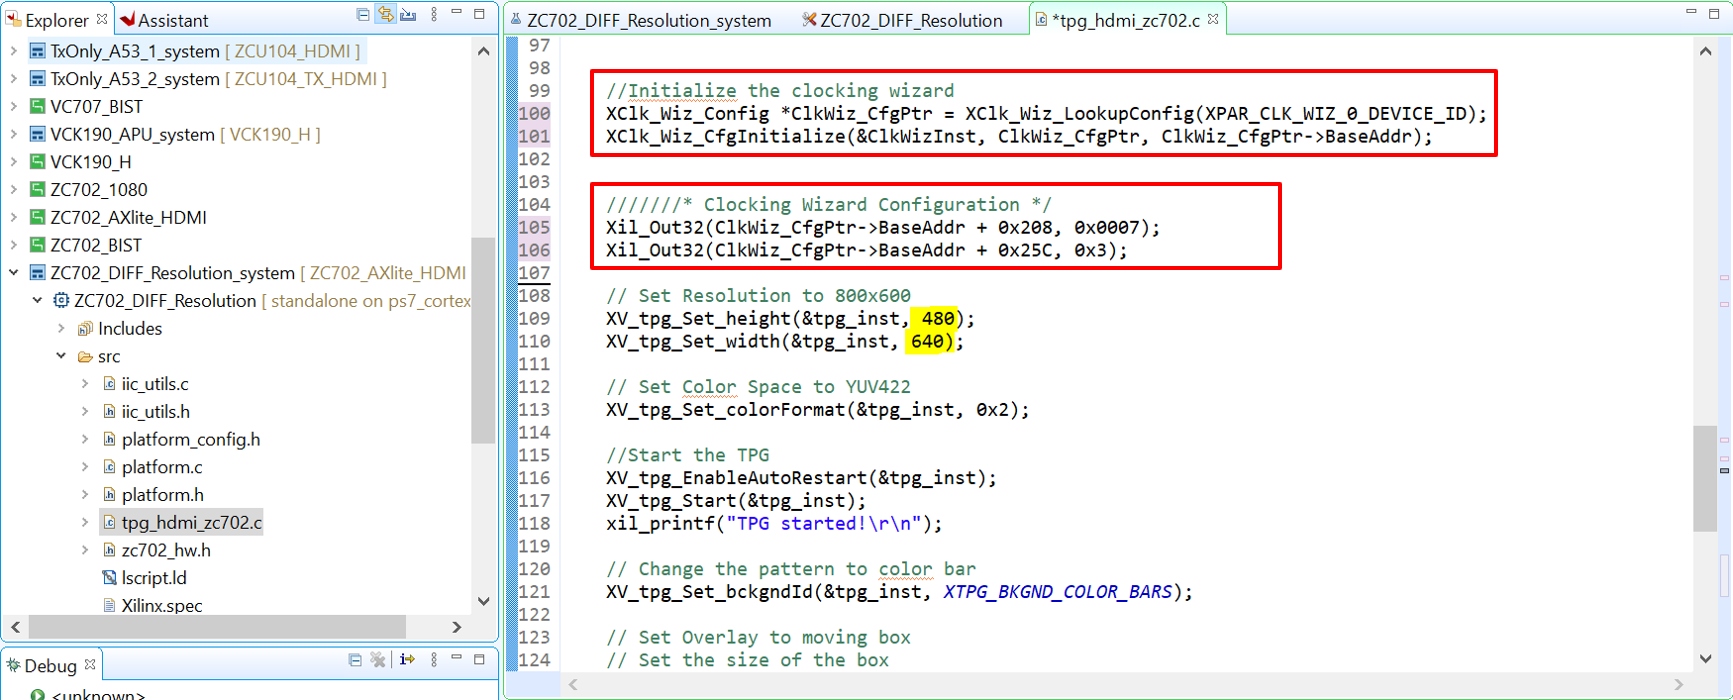 Explorer
Assistant
TxOnly_A53_1_system [ ZCU104_HDMI ]
TxOnly_A53_2_system [ ZCU104_TX_HDMI ]
VC707_BIST
VCK190_APU_system [ VCK190_H ]
VCK190_H
ZC702_1080
ZC702_AXlite_HDMI
ZC702_BIST
ZC702_DIFF_Resolution_system [ ZC702_AXlite_HDMI
ZC702_DIFF_Resolution [ standalone on ps7_cortex
Includes
src
iic_utils.c
iic_utils.h
platform_config.h
platform.c
platform.h
tpg_hdmi_zc702.c
zc702_hw.h
lscript.ld
Xilinx.spec
Debug
<unknown>
ZC702_DIFF_Resolution_system
ZC702_DIFF_Resolution
*tpg_hdmi_zc702.c
97
98
99 //Initialize the clocking wizard
100 XClk_Wiz_Config *ClkWiz_CfgPtr = XClk_Wiz_LookupConfig(XPAR_CLK_WIZ_0_DEVICE_ID);
101 XClk_Wiz_CfgInitialize(&ClkWizInst, ClkWiz_CfgPtr, ClkWiz_CfgPtr->BaseAddr);
102
103
104 ///////* Clocking Wizard Configuration */
105 Xil_Out32(ClkWiz_CfgPtr->BaseAddr + 0x208, 0x0007);
106 Xil_Out32(ClkWiz_CfgPtr->BaseAddr + 0x25C, 0x3);
107
108 // Set Resolution to 800x600
109 XV_tpg_Set_height(&tpg_inst, 480);
110 XV_tpg_Set_width(&tpg_inst, 640);
111
112 // Set Color Space to YUV422
113 XV_tpg_Set_colorFormat(&tpg_inst, 0x2);
114
115 //Start the TPG
116 XV_tpg_EnableAutoRestart(&tpg_inst);
117 XV_tpg_Start(&tpg_inst);
118 xil_printf("TPG started!\r\n");
119
120 // Change the pattern to color bar
121 XV_tpg_Set_bckgndId(&tpg_inst, XTPG_BKGND_COLOR_BARS);
122
123 // Set Overlay to moving box
124 // Set the size of the box